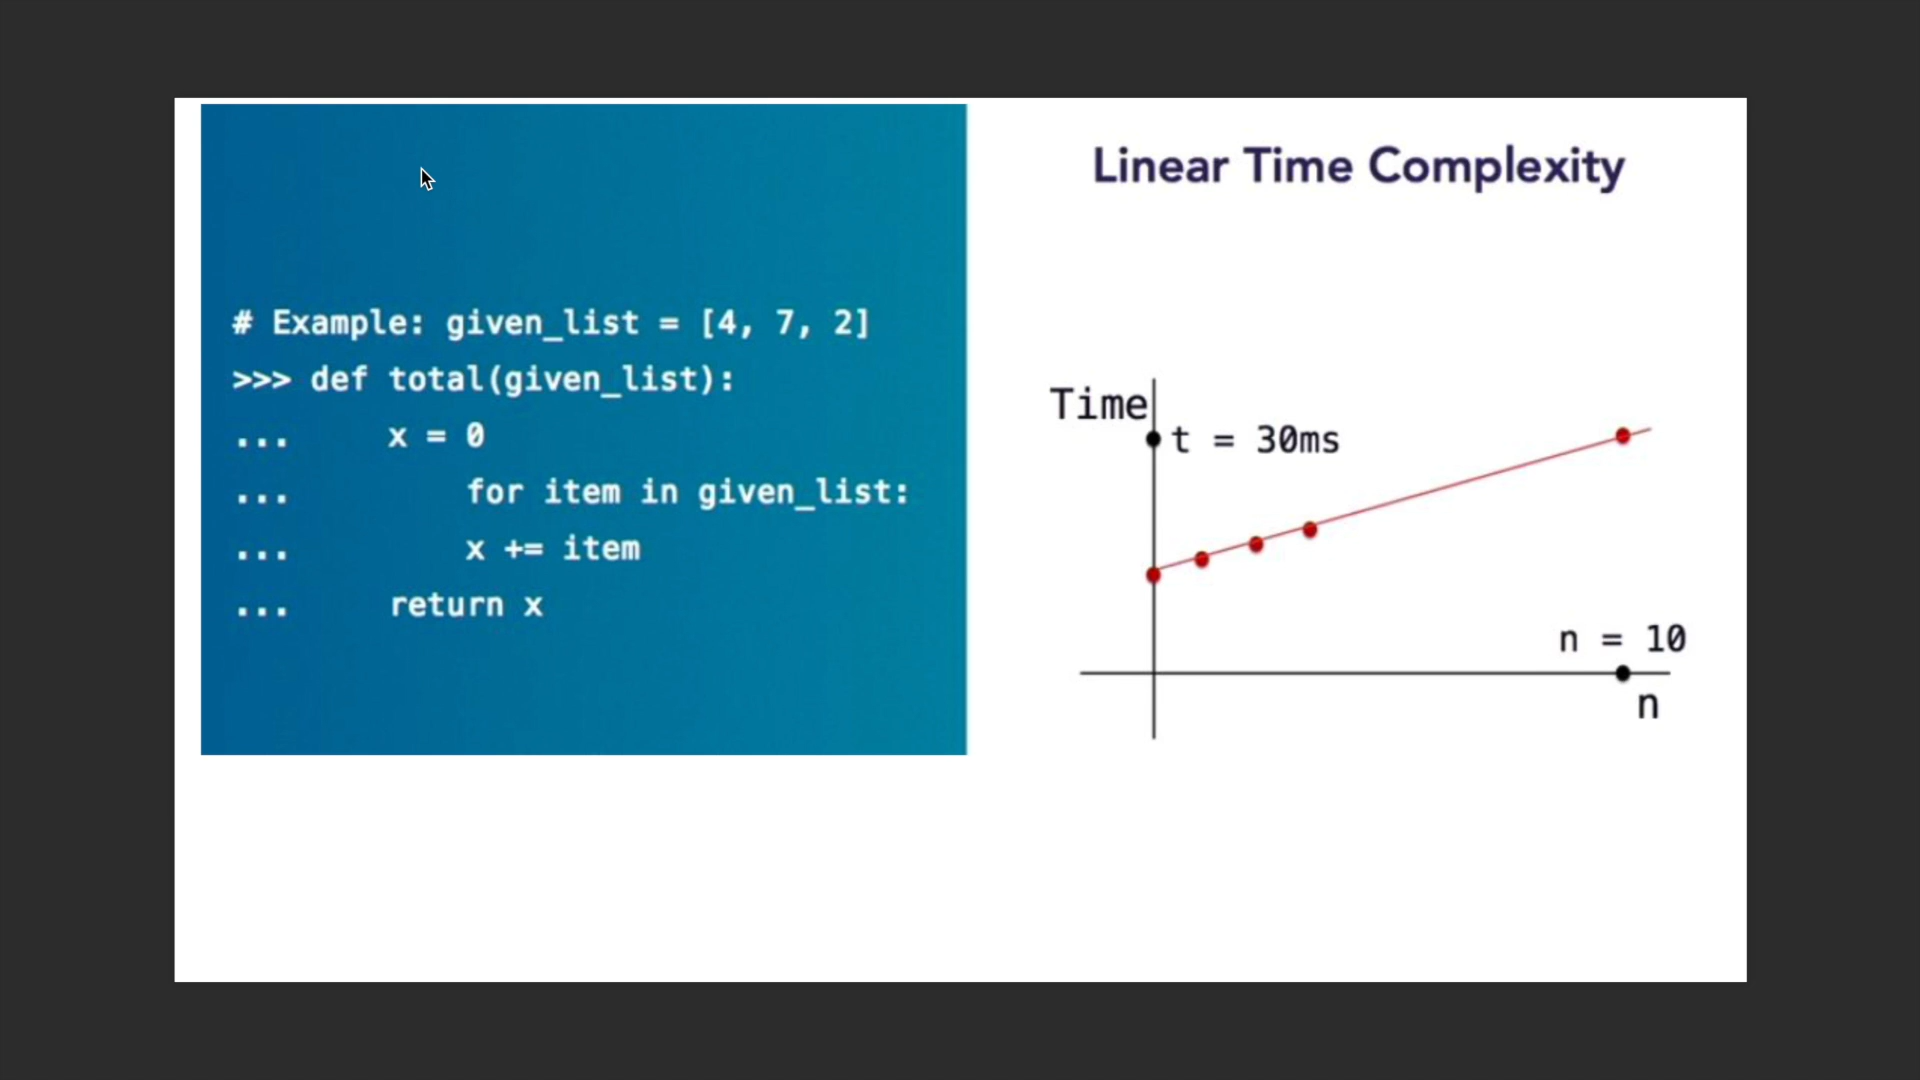 # Example: given_list = [4, 7, 2]
>>> def total(given_list):
...     x = 0
...         for item in given_list:
...         x += item
...     return x
Linear Time Complexity
Time
t = 30ms
n = 10
n